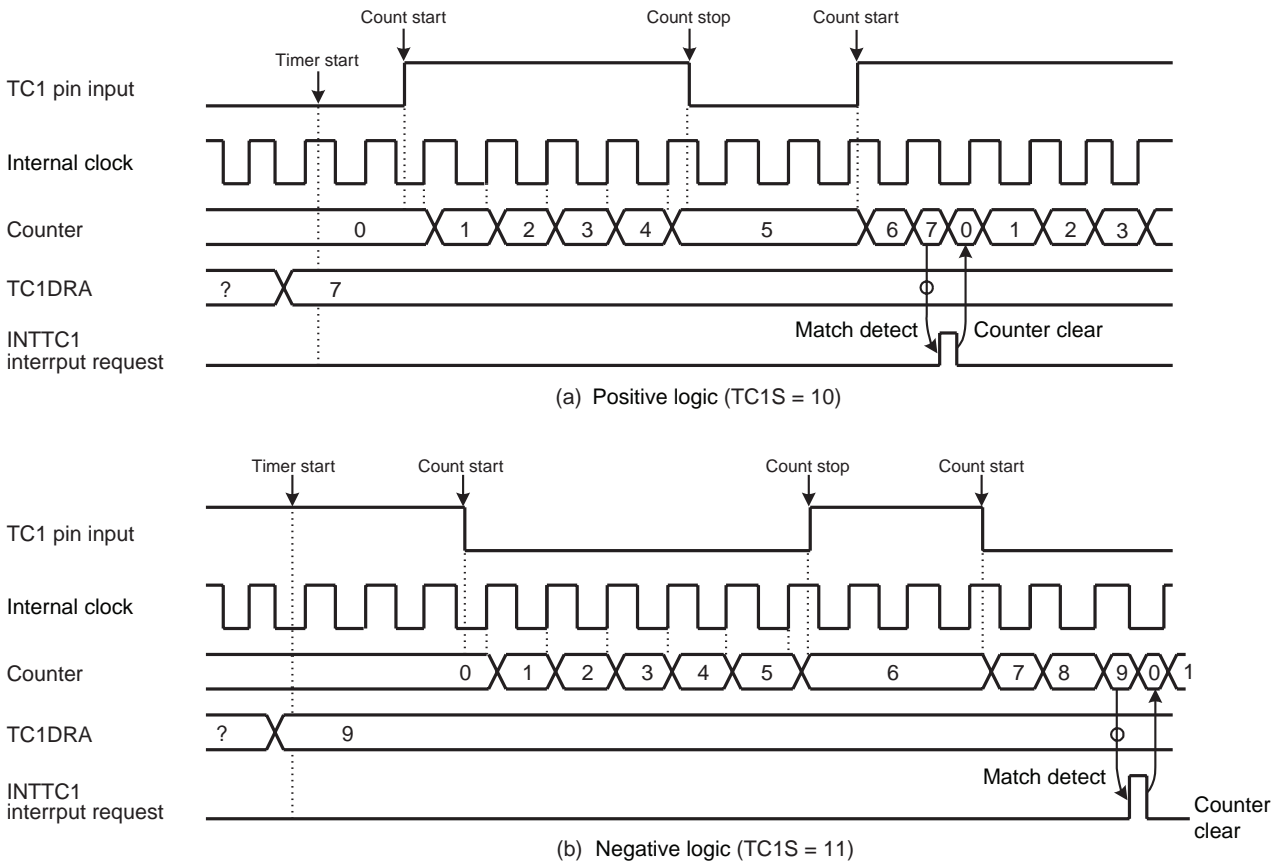 Count start
Count stop
Count start
Timer start
TC1 pin input
Internal clock
Counter
0 1 2 3 4 5 6 7 0 1 2 3
TC1DRA
? 7
Match detect
Counter clear
INTTC1
interrput request
(a) Positive logic (TC1S = 10)
Timer start
Count start
Count stop
Count start
TC1 pin input
Internal clock
Counter
0 1 2 3 4 5 6 7 8 9 0 1
TC1DRA
? 9
Match detect
INTTC1
interrput request
Counter
clear
(b) Negative logic (TC1S = 11)